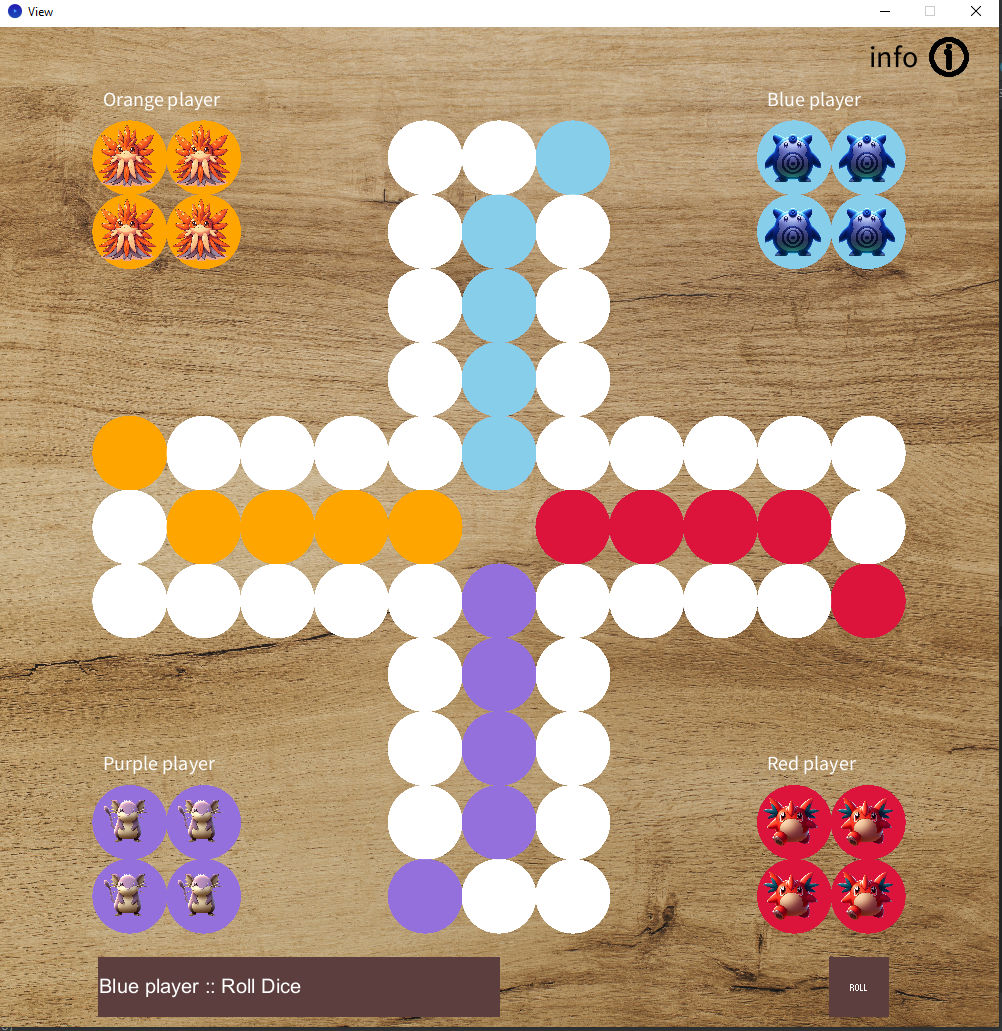 View
info
Orange player
Blue player
Purple player
Red player
Blue player :: Roll Dice
ROLL